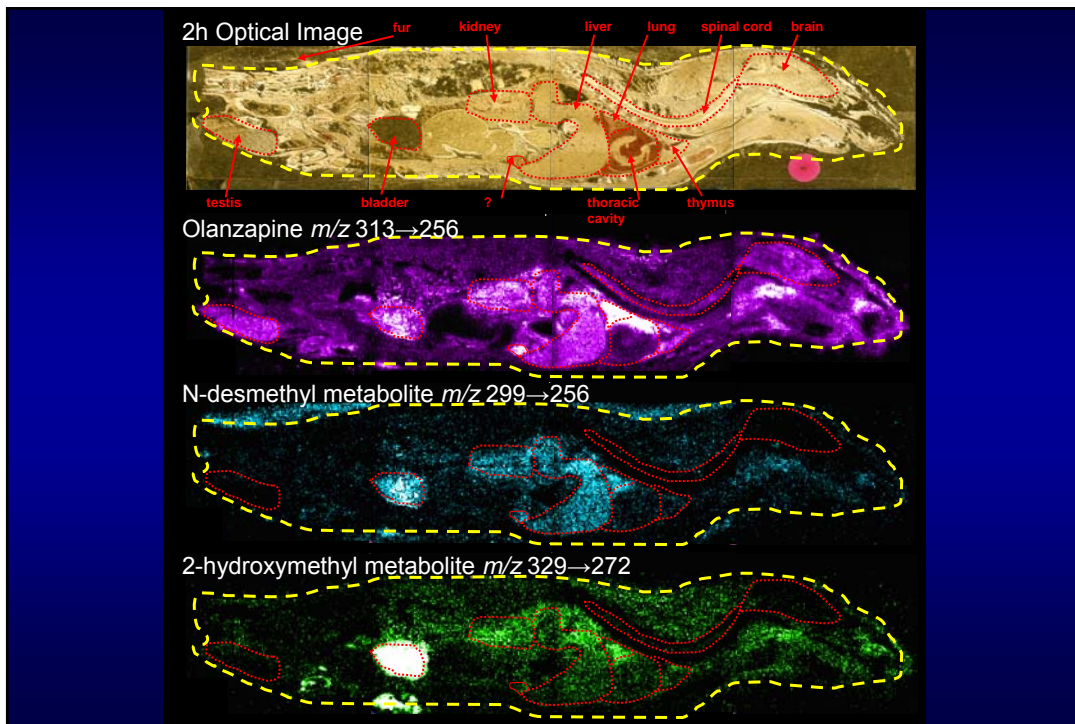 2h Optical Image
fur
kidney
liver
lung
spinal cord
brain
testis
bladder
?
thoracic
cavity
thymus
Olanzapine m/z 313→256
N-desmethyl metabolite m/z 299→256
2-hydroxymethyl metabolite m/z 329→272